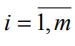 i = \overline{1,m}